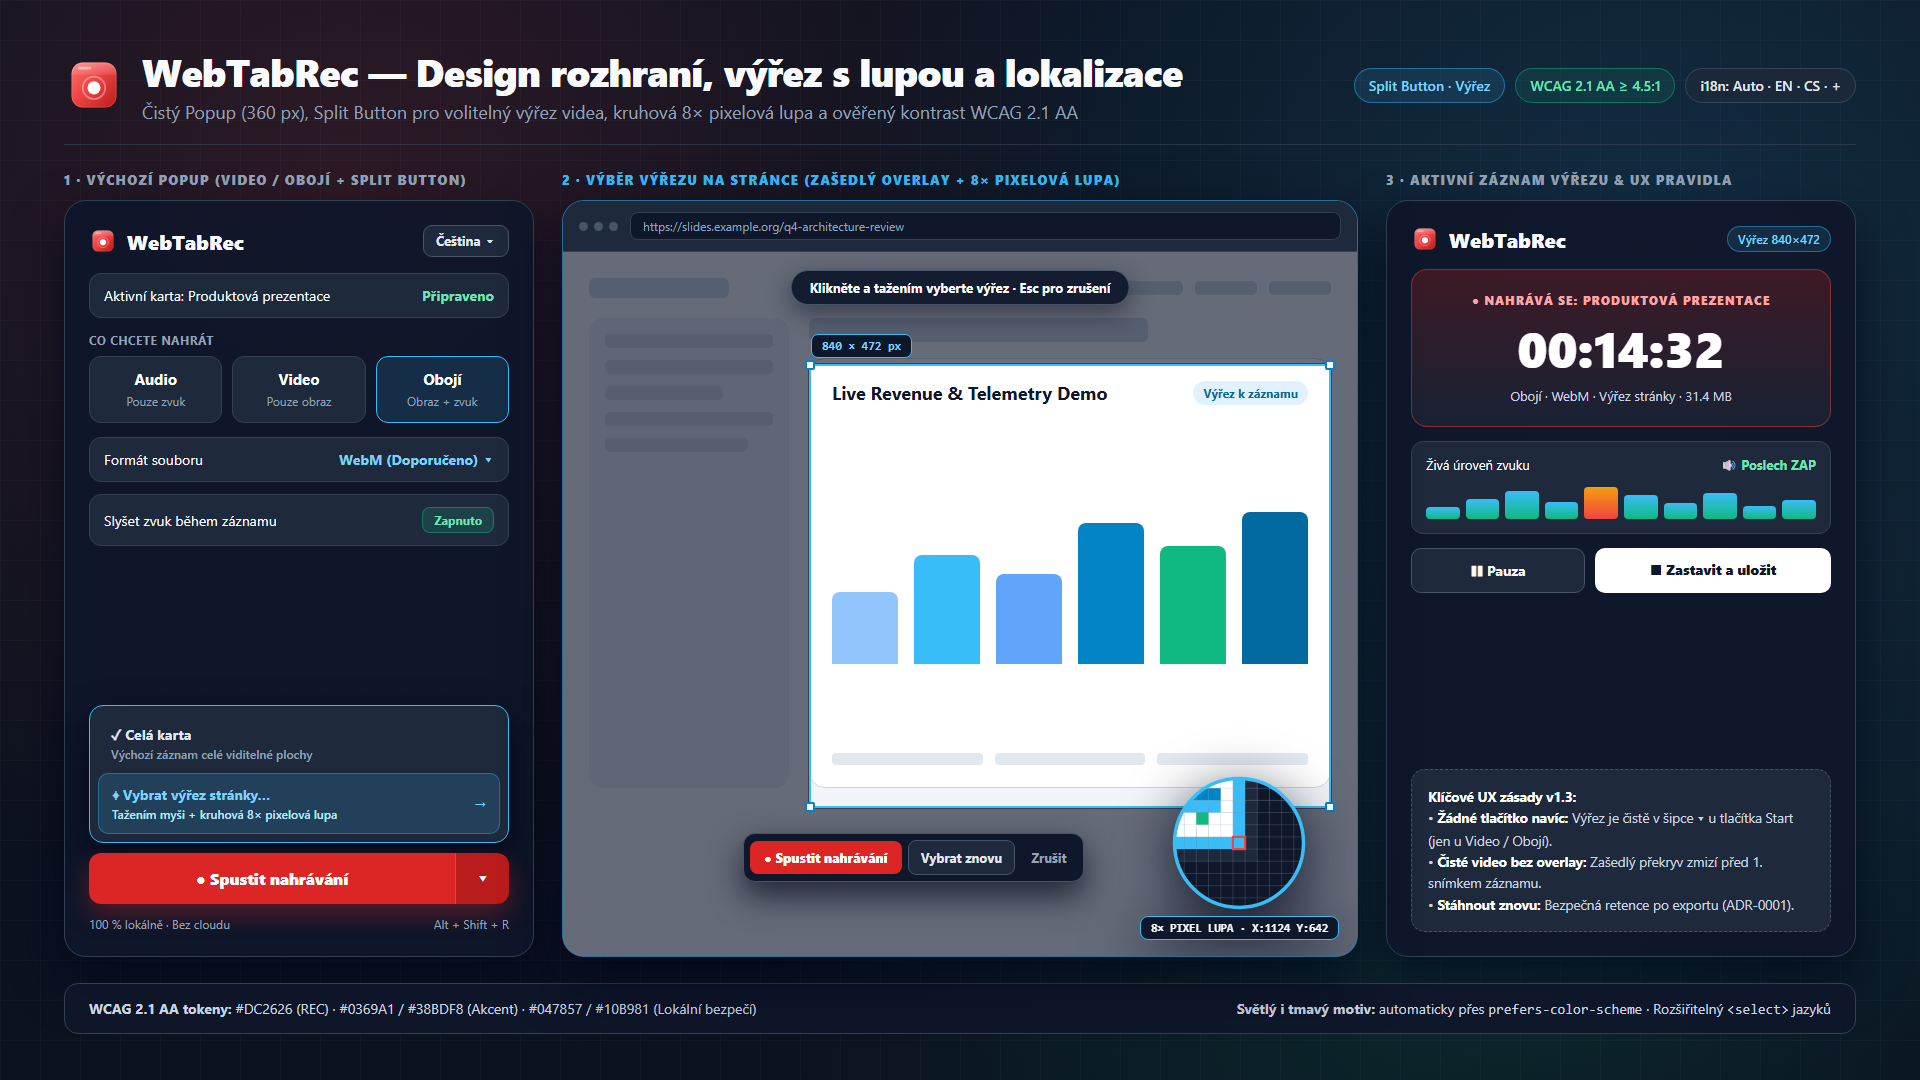 WebTabRec — Design rozhraní, výřez s lupou a lokalizace
Čistý Popup (360 px), Split Button pro volitelný výřez videa, kruhová 8× pixelová lupa a ověřený kontrast WCAG 2.1 AA
Split Button · Výřez
WCAG 2.1 AA ≥ 4.5:1
i18n: Auto · EN · CS · +
1 · VÝCHOZÍ POPUP (VIDEO / OBOJÍ + SPLIT BUTTON)
WebTabRec
Čeština ▾
Aktivní karta: Produktová prezentace
Připraveno
CO CHCETE NAHRÁT
Audio
Pouze zvuk
Video
Pouze obraz
Obojí
Obraz + zvuk
Formát souboru
WebM (Doporučeno) ▾
Slyšet zvuk během záznamu
Zapnuto
✓ Celá karta
Výchozí záznam celé viditelné plochy
⌖ Vybrat výřez stránky...
Tažením myši + kruhová 8× pixelová lupa
→
● Spustit nahrávání
▼
100 % lokálně · Bez cloudu
Alt + Shift + R
2 · VÝBĚR VÝŘEZU NA STRÁNCE (ZAŠEDLÝ OVERLAY + 8× PIXELOVÁ LUPA)
https://slides.example.org/q4-architecture-review
Klikněte a tažením vyberte výřez · Esc pro zrušení
840 × 472 px
Live Revenue & Telemetry Demo
Výřez k záznamu
● Spustit nahrávání
Vybrat znovu
Zrušit
8× PIXEL LUPA · X:1124 Y:642
3 · AKTIVNÍ ZÁZNAM VÝŘEZU & UX PRAVIDLA
WebTabRec
Výřez 840×472
● NAHRÁVÁ SE: PRODUKTOVÁ PREZENTACE
00:14:32
Obojí · WebM · Výřez stránky · 31.4 MB
Živá úroveň zvuku
🔊 Poslech ZAP
▮▮ Pauza
■ Zastavit a uložit
Klíčové UX zásady v1.3:
• Žádné tlačítko navíc: Výřez je čistě v šipce ▾ u tlačítka Start
(jen u Video / Obojí).
• Čisté video bez overlay: Zašedlý překryv zmizí před 1.
snímkem záznamu.
• Stáhnout znovu: Bezpečná retence po exportu (ADR-0001).
WCAG 2.1 AA tokeny: #DC2626 (REC) · #0369A1 / #38BDF8 (Akcent) · #047857 / #10B981 (Lokální bezpečí)
Světlý i tmavý motiv: automaticky přes prefers-color-scheme · Rozšiřitelný <select> jazyků